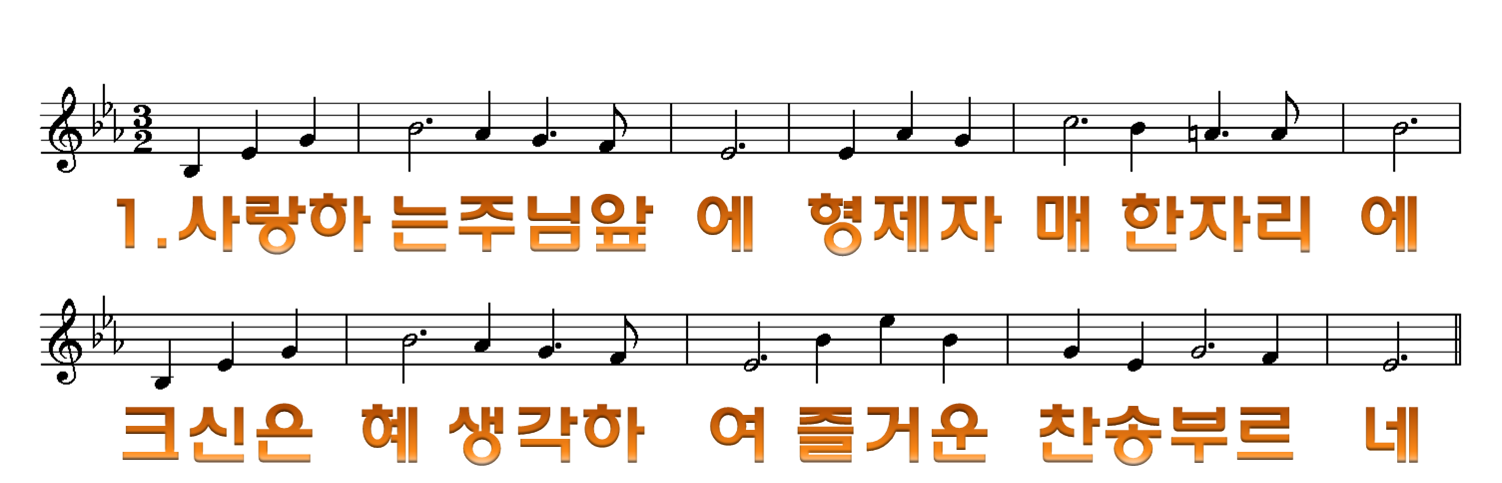 1.사랑하 는주님앞 에 형제자 매 한자리 에
크신은 혜 생각하 여 즐거운 찬송부르 네